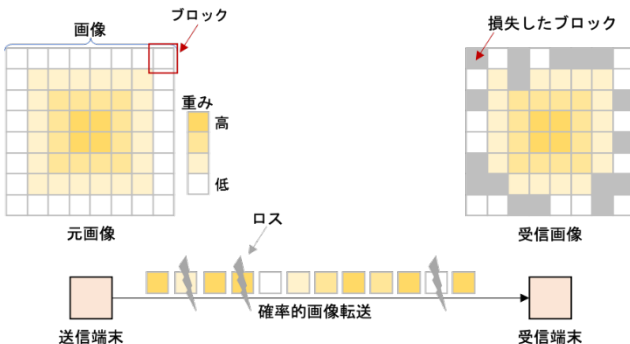 画像
ブロック
損失したブロック
重み
高
低
元画像
受信画像
ロス
確率的画像転送
送信端末
受信端末